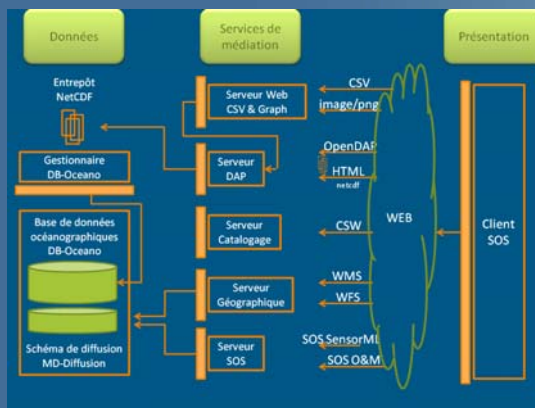 Données
Services de
médiation
Présentation
Entrepôt
NetCDF
Gestionnaire
DB-Oceano
Base de données
océanographiques
DB-Oceano
Schéma de diffusion
MD-Diffusion
Serveur Web
CSV & Graph
Serveur
DAP
Serveur
Catalogage
Serveur
Géographique
Serveur
SOS
CSV
image/png
OpenDAP
HTML
netcdf
CSW
WMS
WFS
SOS SensorML
SOS O&M
WEB
Client
SOS